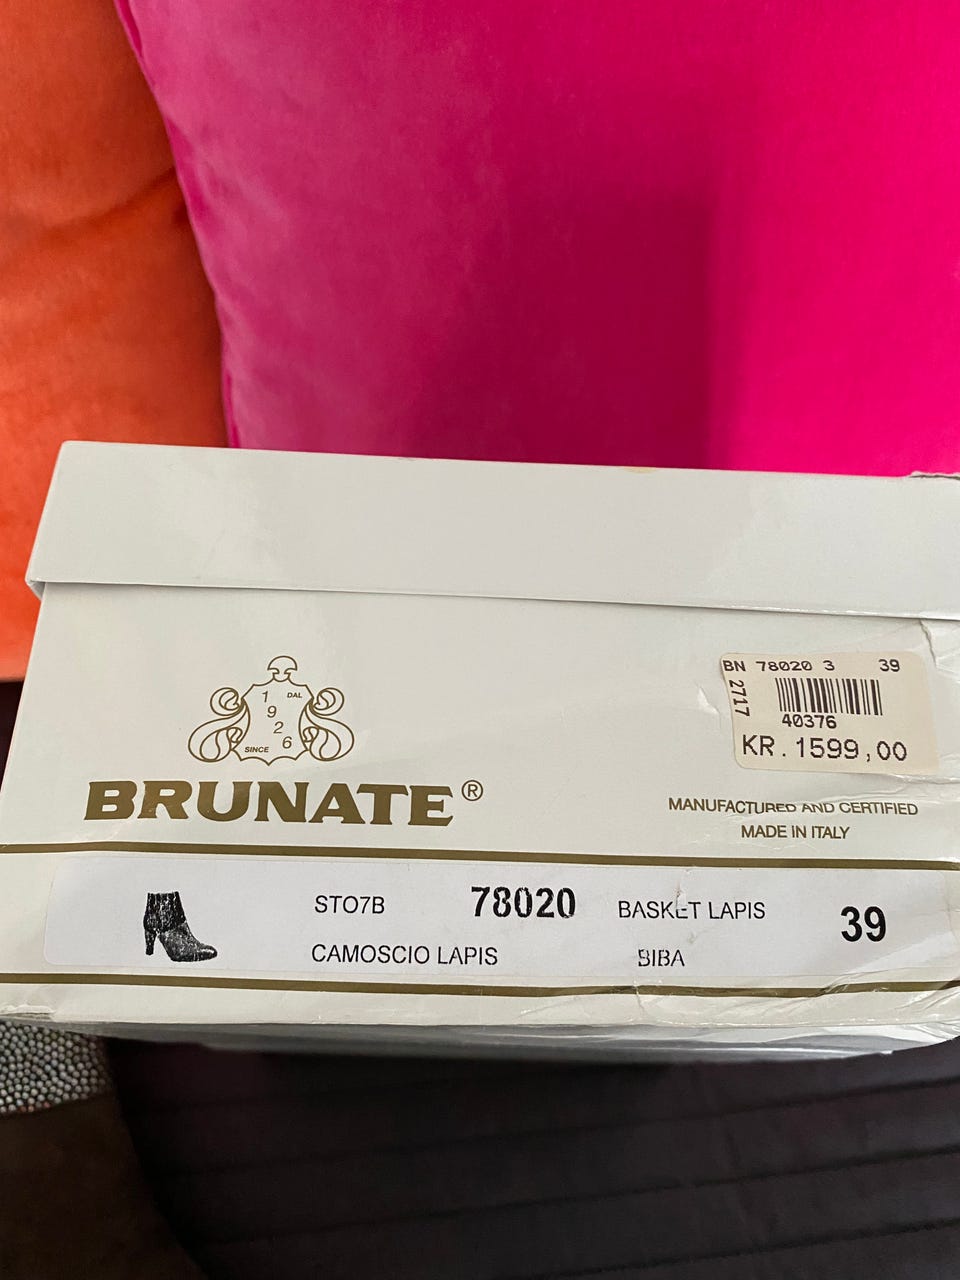 BN 78020 3 39
2717
40376
KR. 1599,00
1 DAL
9
2
SINCE 6
BRUNATE®
MANUFACTURED AND CERTIFIED
MADE IN ITALY
STO7B 78020 BASKET LAPIS 39
CAMOSCIO LAPIS BIBA